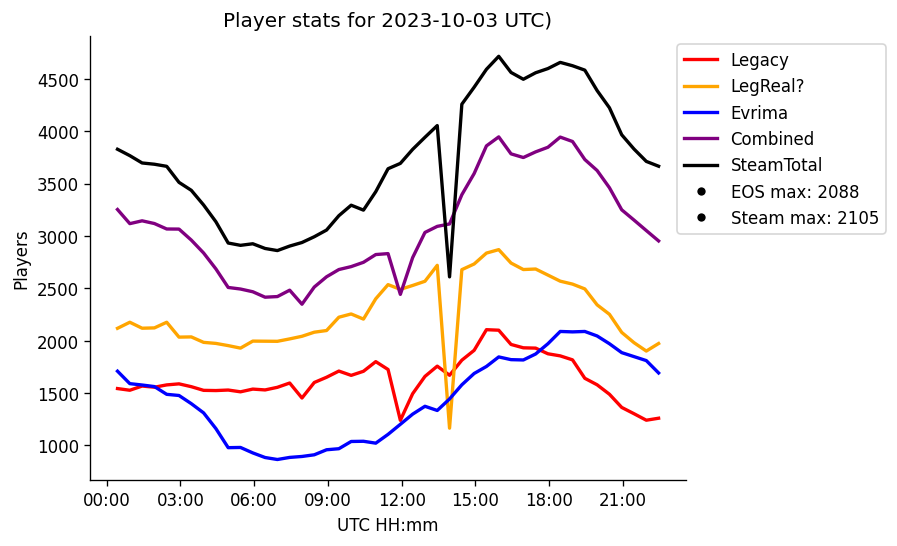 Player stats for 2023-10-03 UTC)
Players
4500
4000
3500
3000
2500
2000
1500
1000
00:00 03:00 06:00 09:00 12:00 15:00 18:00 21:00
UTC HH:mm
Legacy
LegReal?
Evrima
Combined
SteamTotal
EOS max: 2088
Steam max: 2105